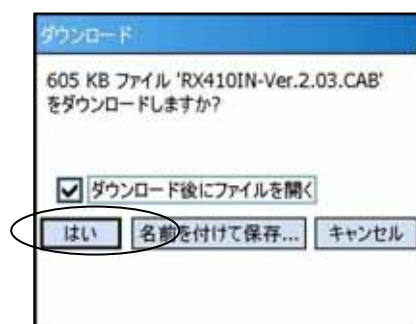 ダウンロード
605 KB ファイル 'RX410IN-Ver.2.03.CAB'
をダウンロードしますか?
ダウンロード後にファイルを開く
はい 名前を付けて保存... キャンセル